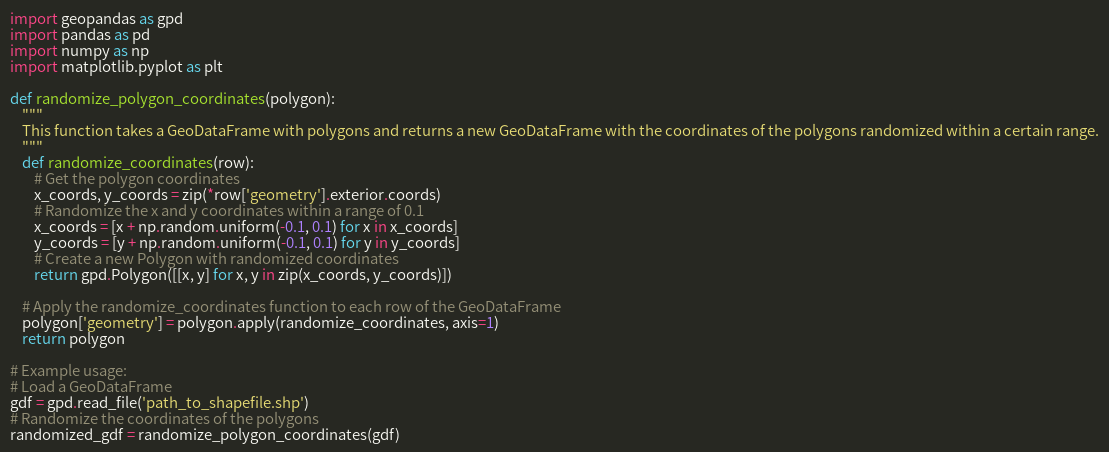 import geopandas as gpd
import pandas as pd
import numpy as np
import matplotlib.pyplot as plt

def randomize_polygon_coordinates(polygon):
    """
    This function takes a GeoDataFrame with polygons and returns a new GeoDataFrame with the coordinates of the polygons randomized within a certain range.
    """
    def randomize_coordinates(row):
        # Get the polygon coordinates
        x_coords, y_coords = zip(*row['geometry'].exterior.coords)
        # Randomize the x and y coordinates within a range of 0.1
        x_coords = [x + np.random.uniform(-0.1, 0.1) for x in x_coords]
        y_coords = [y + np.random.uniform(-0.1, 0.1) for y in y_coords]
        # Create a new Polygon with randomized coordinates
        return gpd.Polygon([[x, y] for x, y in zip(x_coords, y_coords)])

    # Apply the randomize_coordinates function to each row of the GeoDataFrame
    polygon['geometry'] = polygon.apply(randomize_coordinates, axis=1)
    return polygon

# Example usage:
# Load a GeoDataFrame
gdf = gpd.read_file('path_to_shapefile.shp')
# Randomize the coordinates of the polygons
randomized_gdf = randomize_polygon_coordinates(gdf)